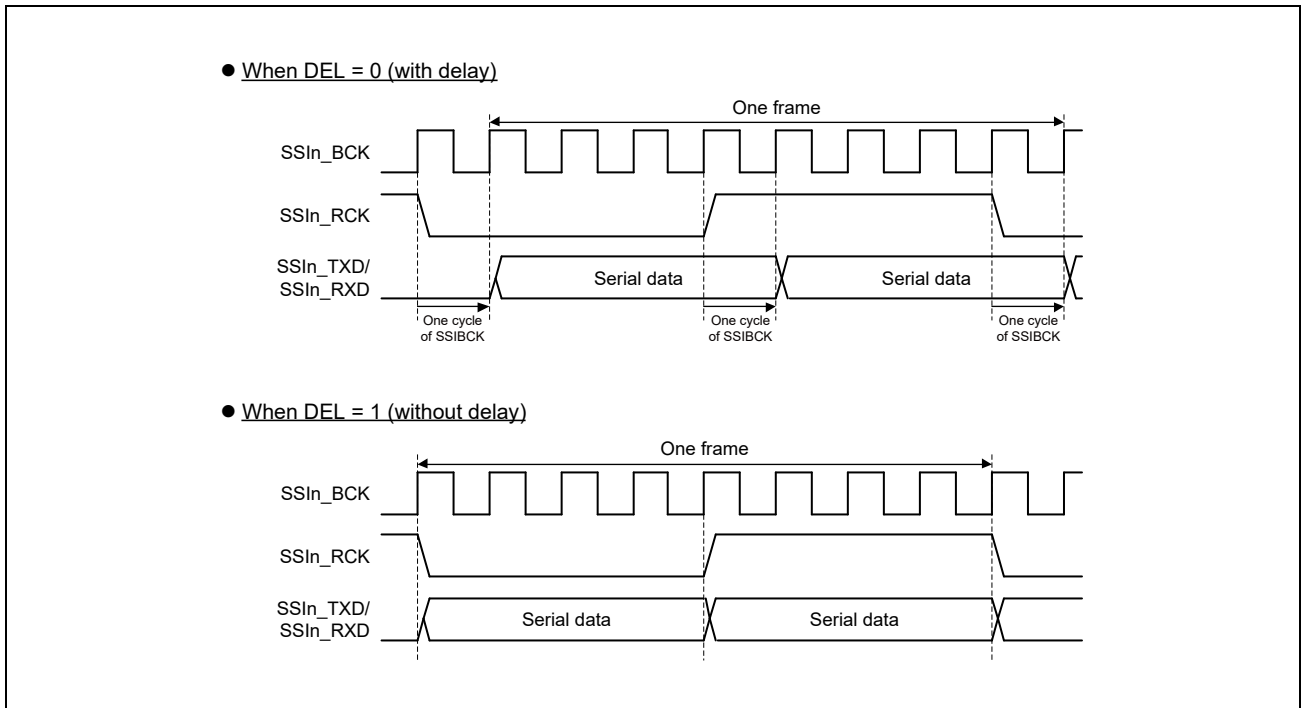 ● When DEL = 0 (with delay)
One frame
SSIn_BCK
SSIn_RCK
SSIn_TXD/
SSIn_RXD
Serial data
Serial data
One cycle
of SSIBCK
One cycle
of SSIBCK
One cycle
of SSIBCK
● When DEL = 1 (without delay)
One frame
SSIn_BCK
SSIn_RCK
SSIn_TXD/
SSIn_RXD
Serial data
Serial data